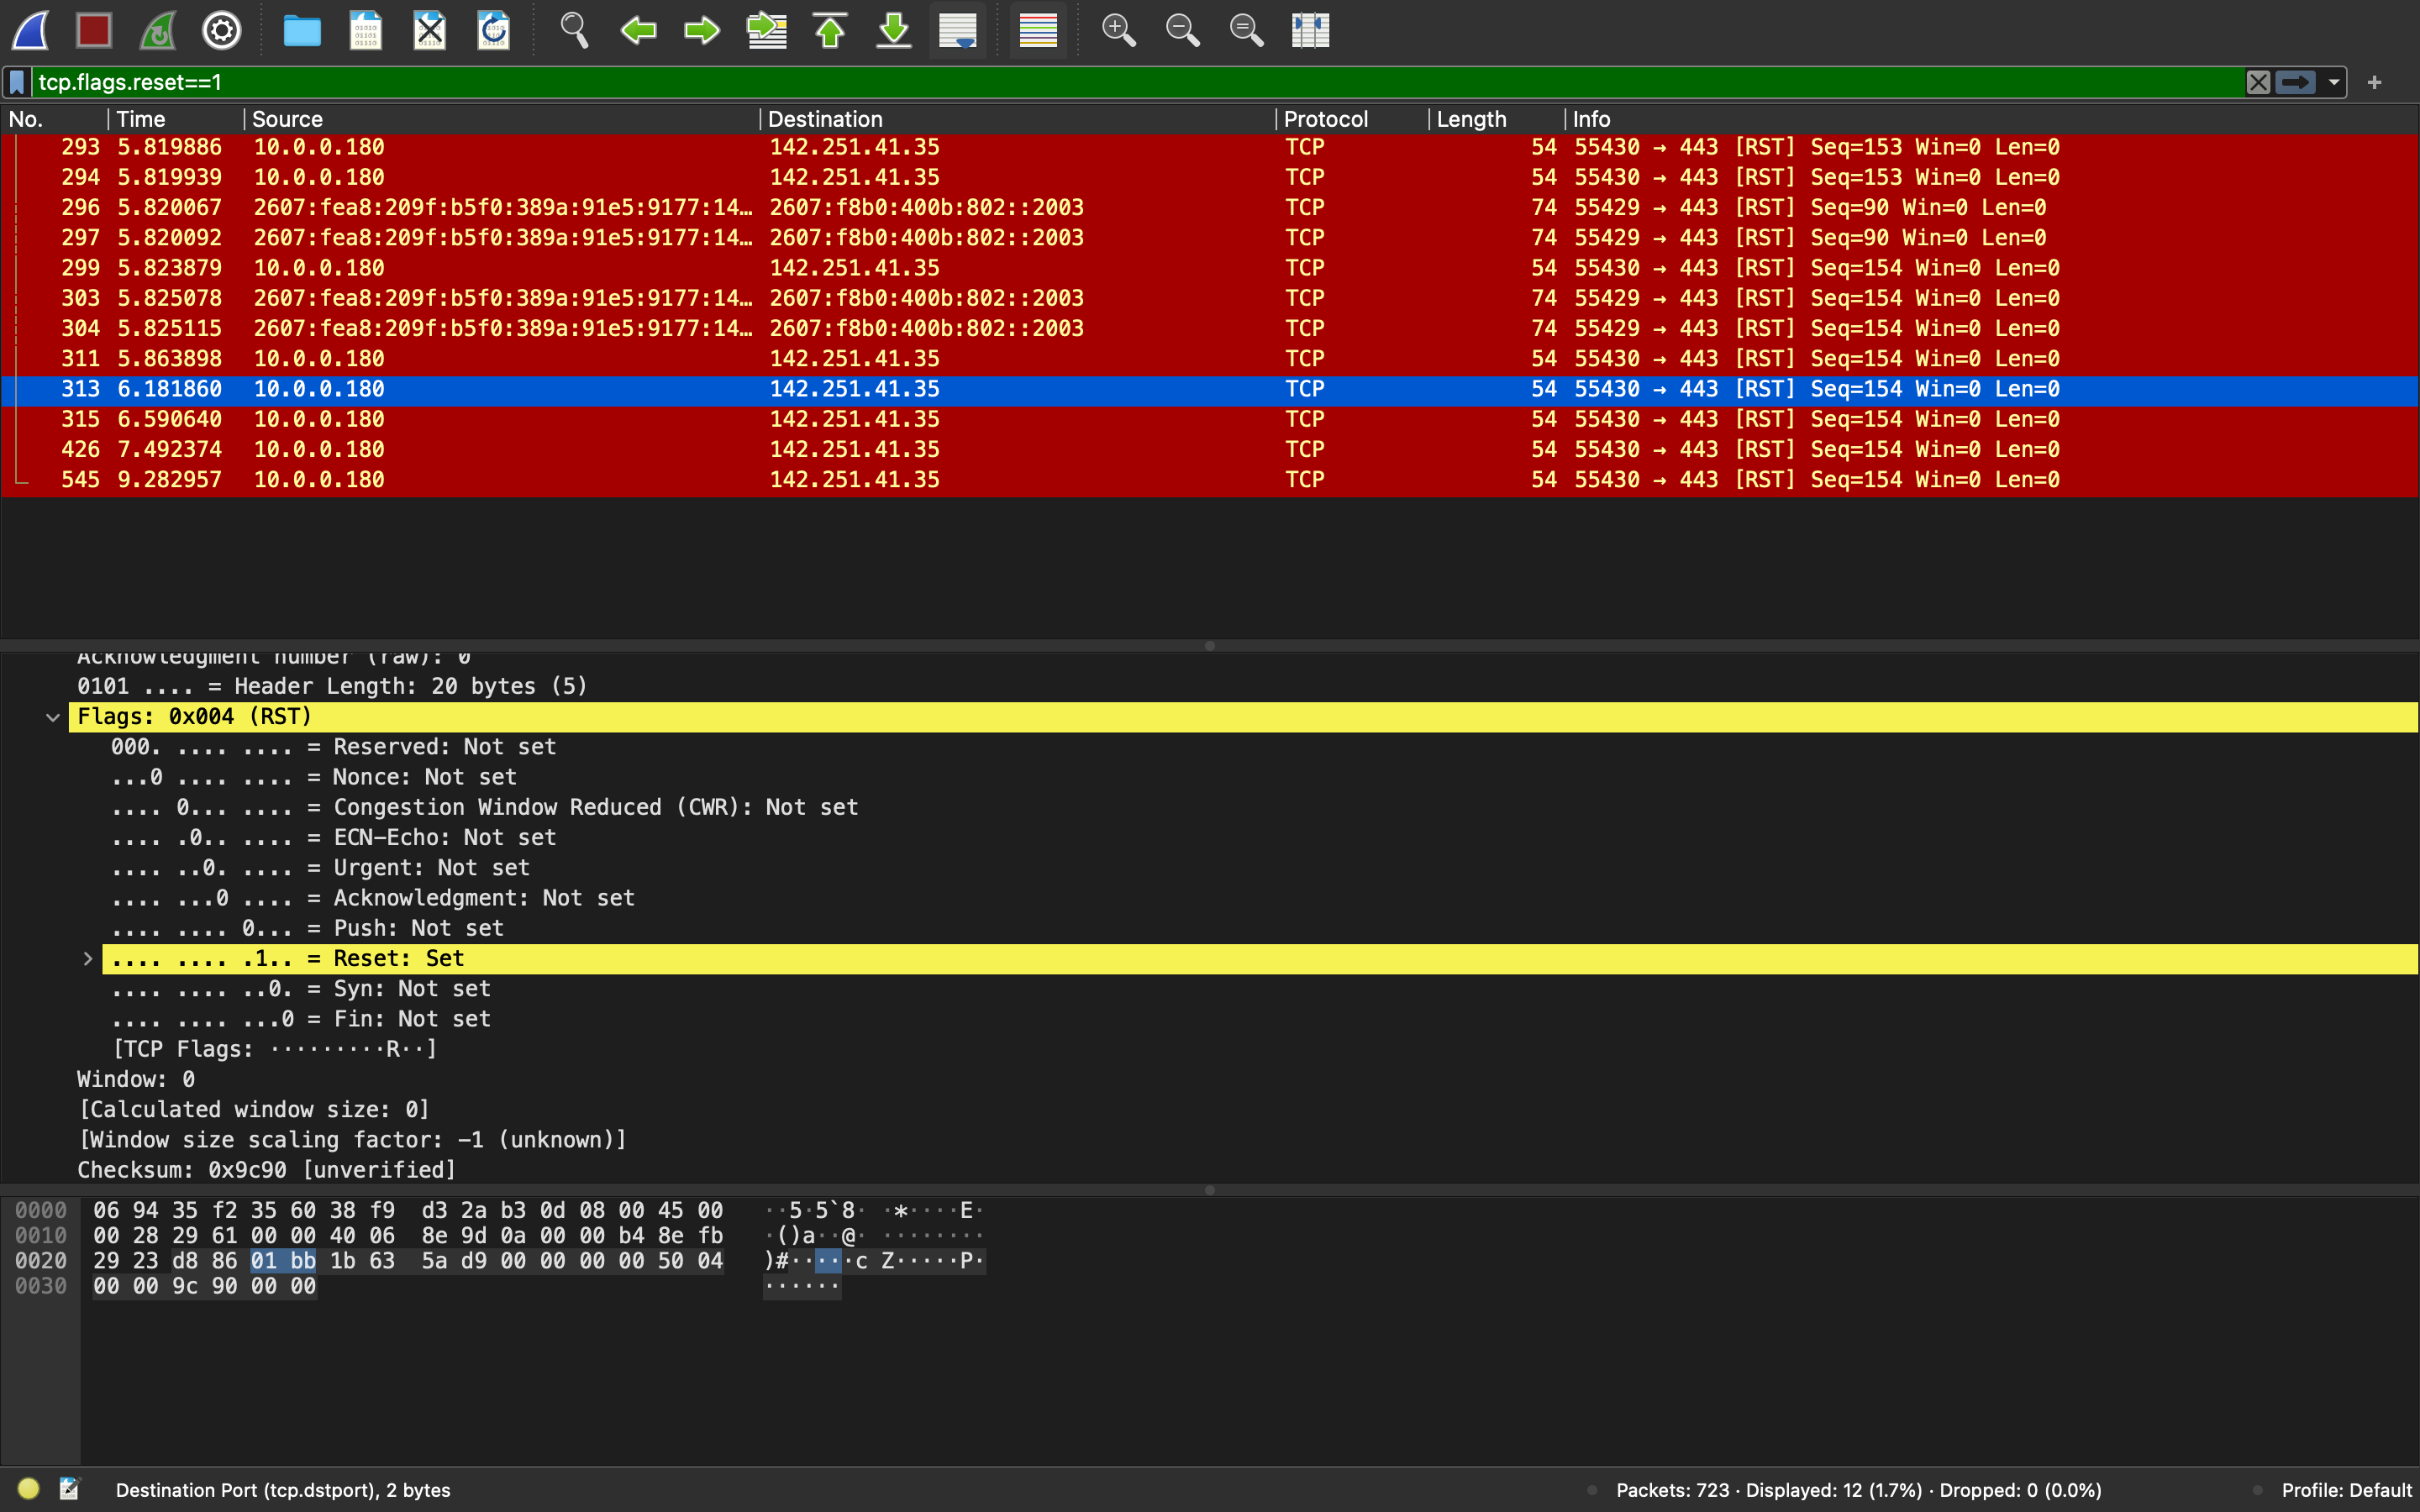 tcp.flags.reset==1
No. Time Source Destination Protocol Length Info
293 5.819886 10.0.0.180 142.251.41.35 TCP 54 55430 → 443 [RST] Seq=153 Win=0 Len=0
294 5.819939 10.0.0.180 142.251.41.35 TCP 54 55430 → 443 [RST] Seq=153 Win=0 Len=0
296 5.820067 2607:fea8:209f:b5f0:389a:91e5:9177:14… 2607:f8b0:400b:802::2003 TCP 74 55429 → 443 [RST] Seq=90 Win=0 Len=0
297 5.820092 2607:fea8:209f:b5f0:389a:91e5:9177:14… 2607:f8b0:400b:802::2003 TCP 74 55429 → 443 [RST] Seq=90 Win=0 Len=0
299 5.823879 10.0.0.180 142.251.41.35 TCP 54 55430 → 443 [RST] Seq=154 Win=0 Len=0
303 5.825078 2607:fea8:209f:b5f0:389a:91e5:9177:14… 2607:f8b0:400b:802::2003 TCP 74 55429 → 443 [RST] Seq=154 Win=0 Len=0
304 5.825115 2607:fea8:209f:b5f0:389a:91e5:9177:14… 2607:f8b0:400b:802::2003 TCP 74 55429 → 443 [RST] Seq=154 Win=0 Len=0
311 5.863898 10.0.0.180 142.251.41.35 TCP 54 55430 → 443 [RST] Seq=154 Win=0 Len=0
313 6.181860 10.0.0.180 142.251.41.35 TCP 54 55430 → 443 [RST] Seq=154 Win=0 Len=0
315 6.590640 10.0.0.180 142.251.41.35 TCP 54 55430 → 443 [RST] Seq=154 Win=0 Len=0
426 7.492374 10.0.0.180 142.251.41.35 TCP 54 55430 → 443 [RST] Seq=154 Win=0 Len=0
545 9.282957 10.0.0.180 142.251.41.35 TCP 54 55430 → 443 [RST] Seq=154 Win=0 Len=0
Acknowledgment number (raw): 0
0101 .... = Header Length: 20 bytes (5)
Flags: 0x004 (RST)
000. .... .... = Reserved: Not set
...0 .... .... = Nonce: Not set
.... 0... .... = Congestion Window Reduced (CWR): Not set
.... .0.. .... = ECN-Echo: Not set
.... ..0. .... = Urgent: Not set
.... ...0 .... = Acknowledgment: Not set
.... .... 0... = Push: Not set
.... .... .1.. = Reset: Set
.... .... ..0. = Syn: Not set
.... .... ...0 = Fin: Not set
[TCP Flags: ·········R··]
Window: 0
[Calculated window size: 0]
[Window size scaling factor: -1 (unknown)]
Checksum: 0x9c90 [unverified]
0000 06 94 35 f2 35 60 38 f9 d3 2a b3 0d 08 00 45 00 ··5·5`8· ·*····E·
0010 00 28 29 61 00 00 40 06 8e 9d 0a 00 00 b4 8e fb ·()a··@· ········
0020 29 23 d8 86 01 bb 1b 63 5a d9 00 00 00 00 50 04 )#·····c Z·····P·
0030 00 00 9c 90 00 00 ······
Destination Port (tcp.dstport), 2 bytes
Packets: 723 · Displayed: 12 (1.7%) · Dropped: 0 (0.0%)
Profile: Default